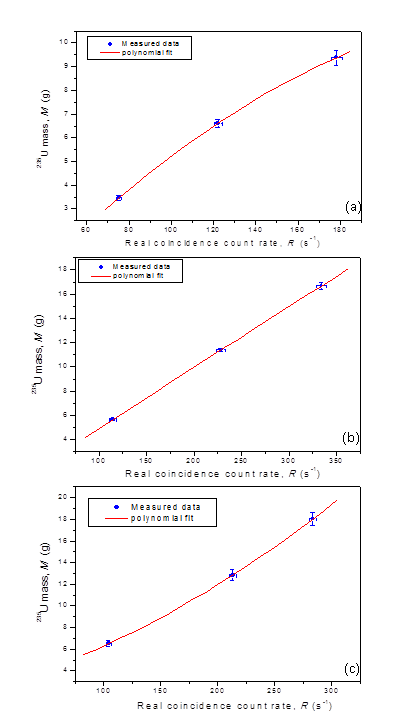 Measured data
polynomial fit
10
9
8
7
6
5
4
3
²³⁵U mass, M (g)
(a)
60 80 100 120 140 160 180
Real coincidence count rate, R (s⁻¹)
Measured data
polynomial fit
18
16
14
12
10
8
6
4
²³⁵U mass, M (g)
(b)
100 150 200 250 300 350
Real coincidence count rate, R (s⁻¹)
Measured data
polynomial fit
20
18
16
14
12
10
8
6
4
²³⁵U mass, M (g)
(c)
100 150 200 250 300
Real coincidence count rate, R (s⁻¹)